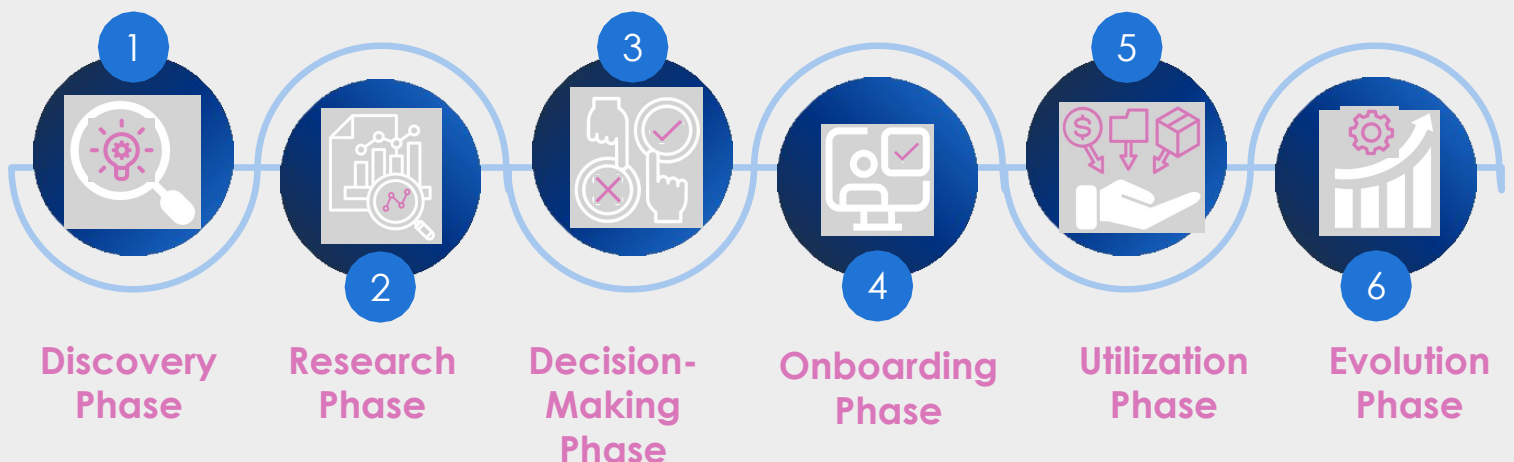 1
2
3
4
5
6
$
Discovery
Phase
Research
Phase
Decision-
Making
Phase
Onboarding
Phase
Utilization
Phase
Evolution
Phase